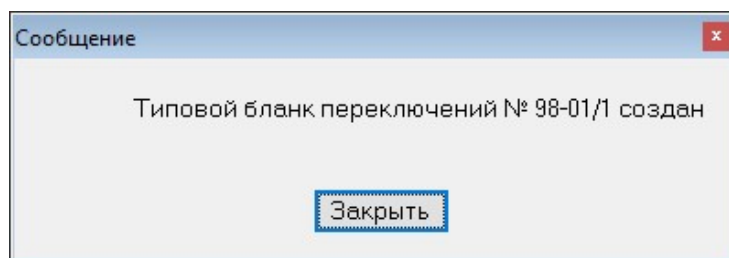 Сообщение
Типовой бланк переключений № 98-01/1 создан
Закрыть